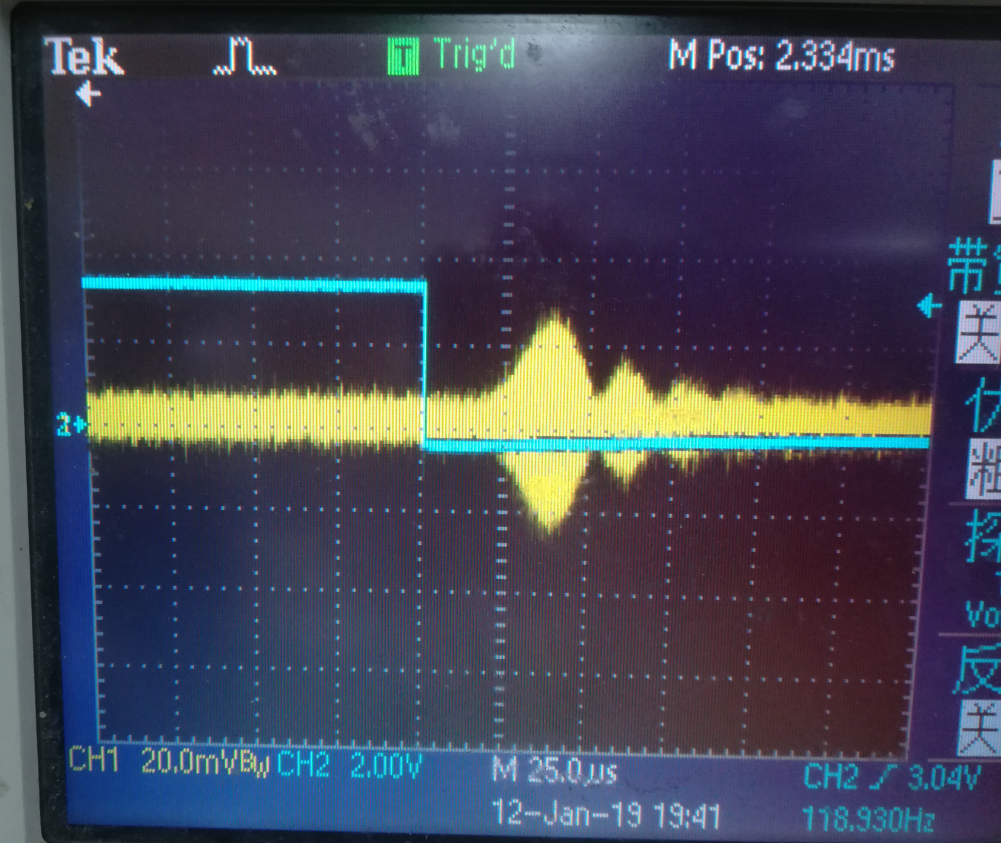 Tek T Trig'd M Pos: 2.334ms
带
关
粗
探
Vo
反
关
2
CH1 20.0mVBw CH2 2.00V M 25.0µs CH2 3.04V
12-Jan-19 19:41 118.930Hz